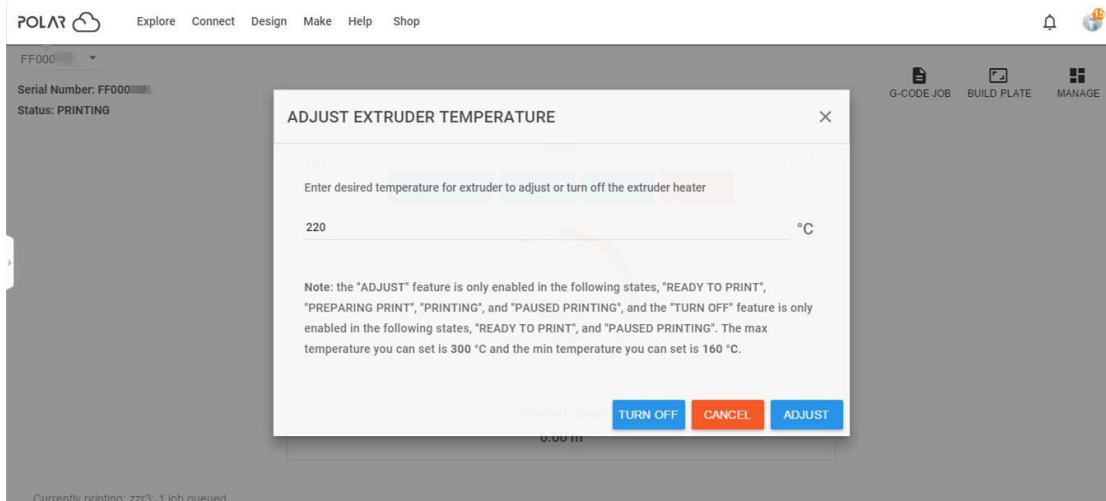 POLAR
Explore Connect Design Make Help Shop
15
FF000
Serial Number: FF000
Status: PRINTING
G-CODE JOB BUILD PLATE MANAGE
ADJUST EXTRUDER TEMPERATURE
Enter desired temperature for extruder to adjust or turn off the extruder heater
220 °C
Note: the "ADJUST" feature is only enabled in the following states, "READY TO PRINT",
"PREPARING PRINT", "PRINTING", and "PAUSED PRINTING", and the "TURN OFF" feature is only
enabled in the following states, "READY TO PRINT", and "PAUSED PRINTING". The max
temperature you can set is 300 °C and the min temperature you can set is 160 °C.
TURN OFF CANCEL ADJUST
0.00 m
Currently printing: zzr3; 1 job queued